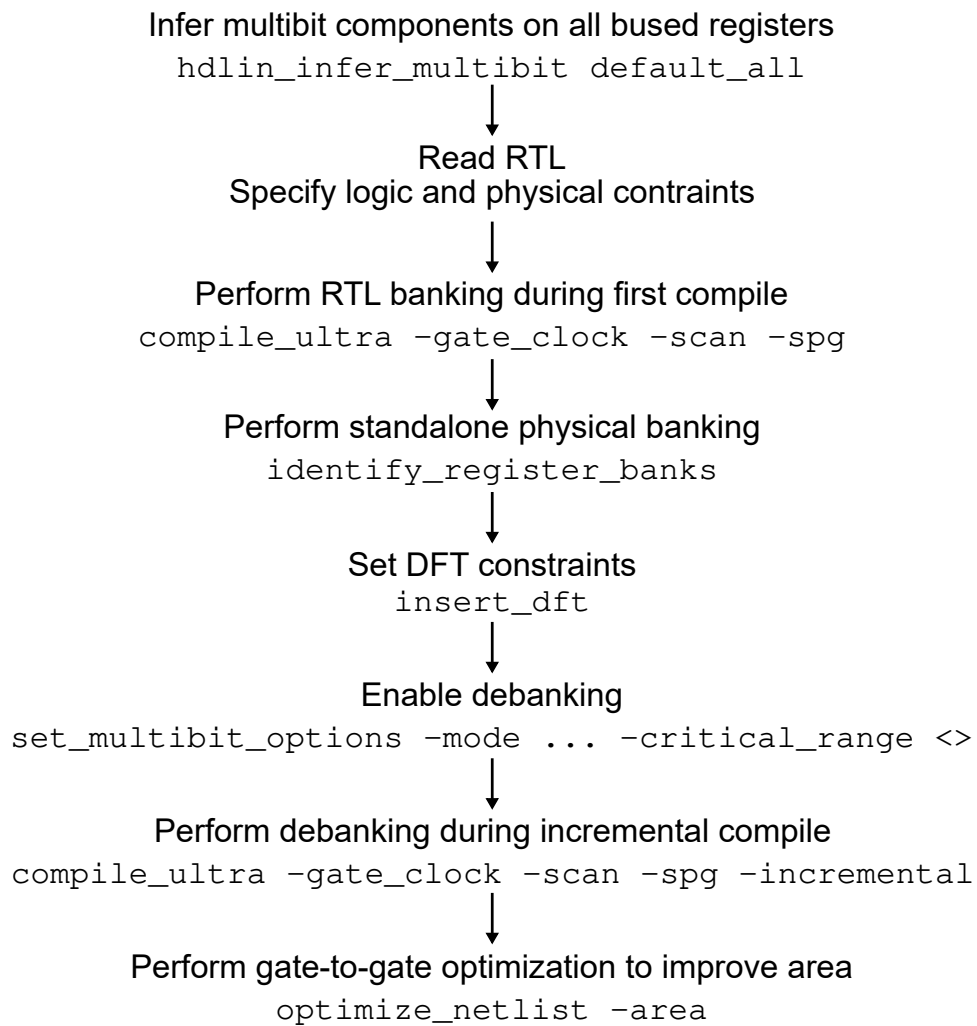 Infer multibit components on all bused registers
hdlin_infer_multibit default_all
Read RTL
Specify logic and physical contraints
Perform RTL banking during first compile
compile_ultra –gate_clock –scan –spg
Perform standalone physical banking
identify_register_banks
Set DFT constraints
insert_dft
Enable debanking
set_multibit_options –mode ... –critical_range <>
Perform debanking during incremental compile
compile_ultra –gate_clock –scan –spg –incremental
Perform gate-to-gate optimization to improve area
optimize_netlist –area